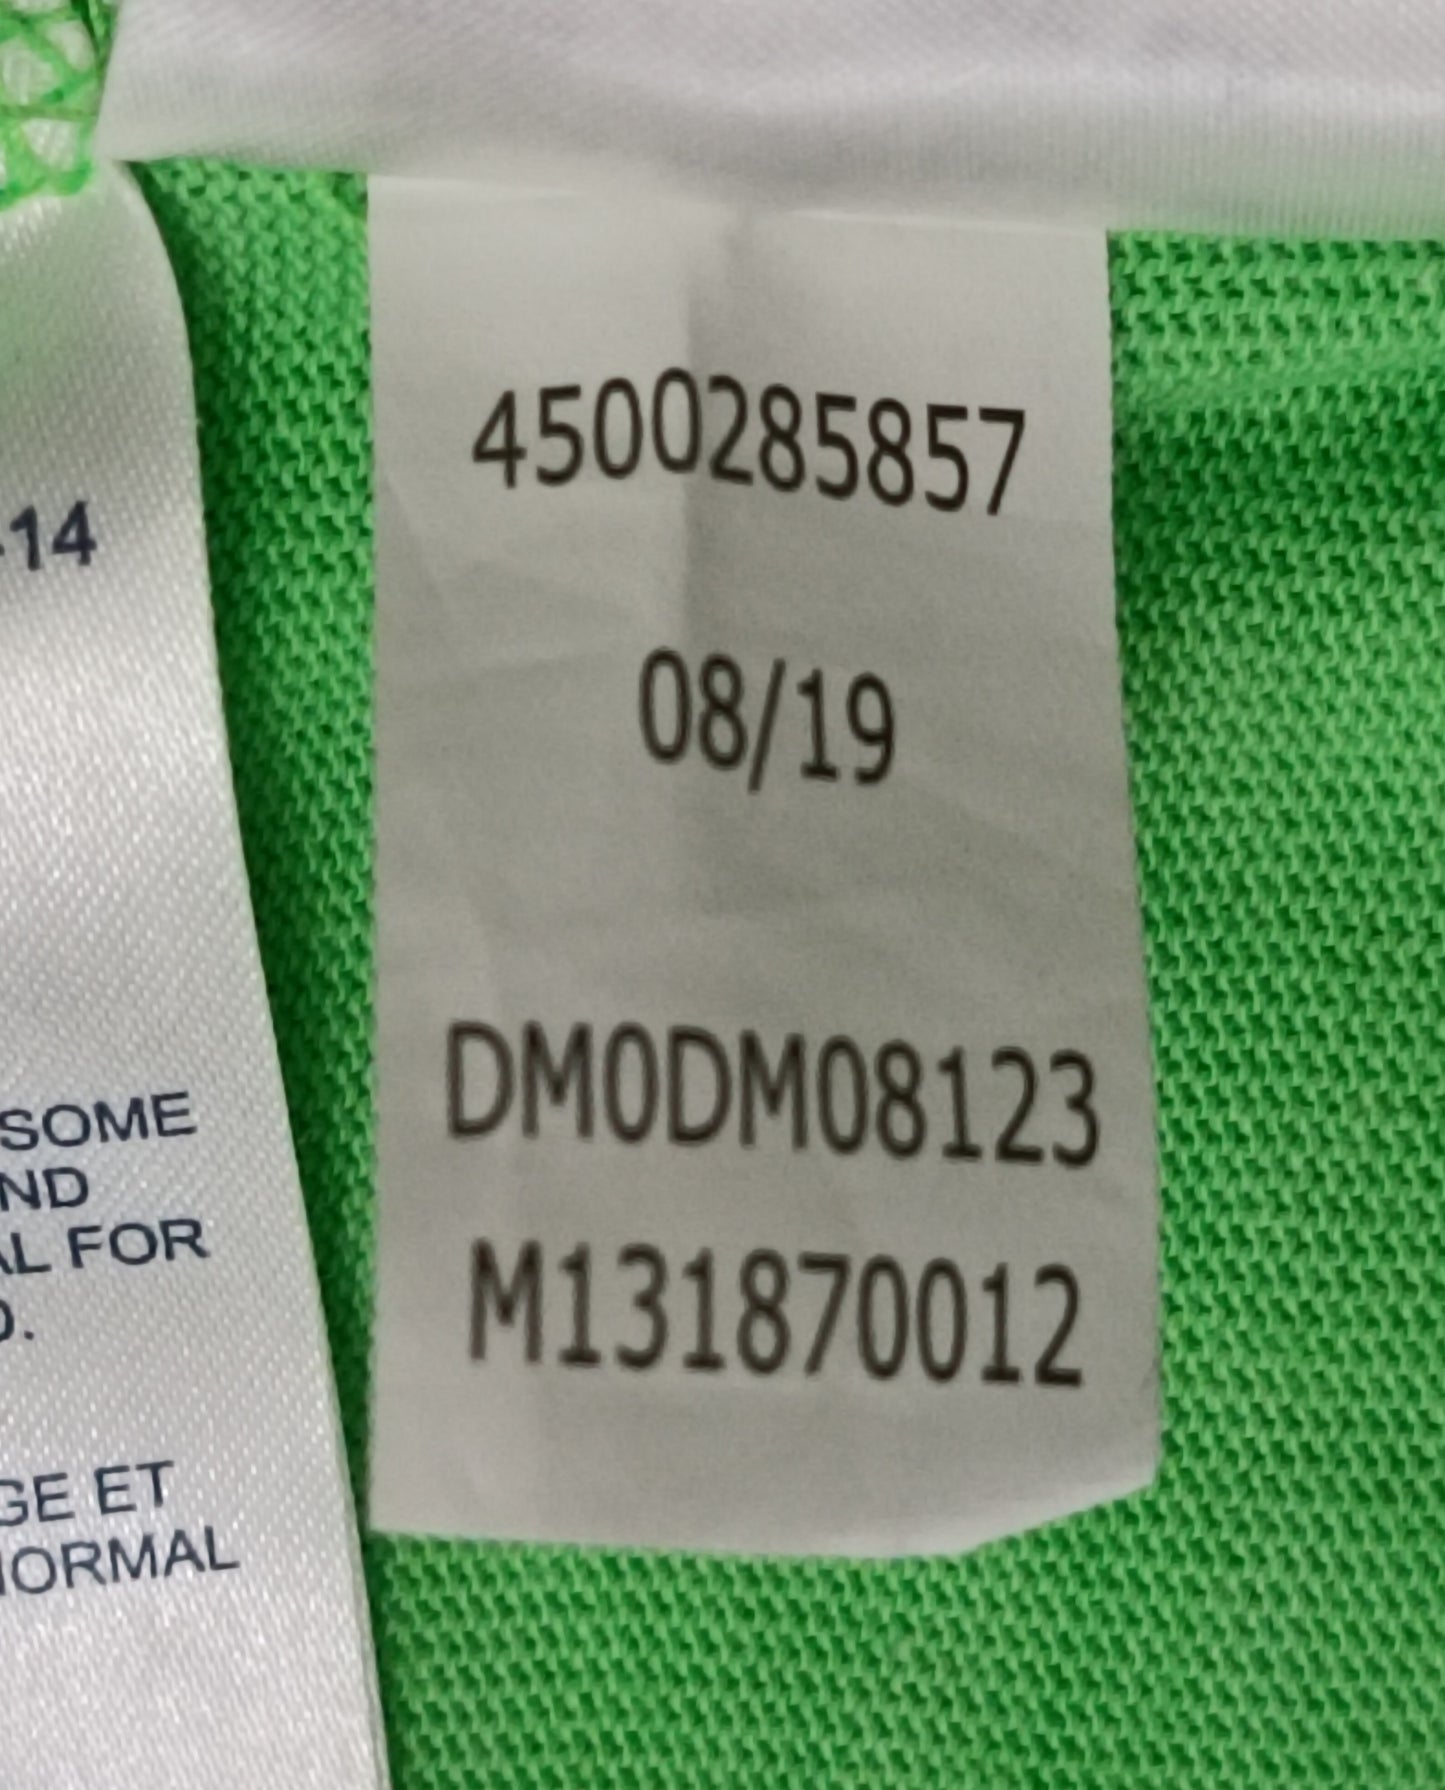 -14
SOME
ND
AL FOR
D.
GE ET
NORMAL
4500285857
08/19
DM0DM08123
M131870012